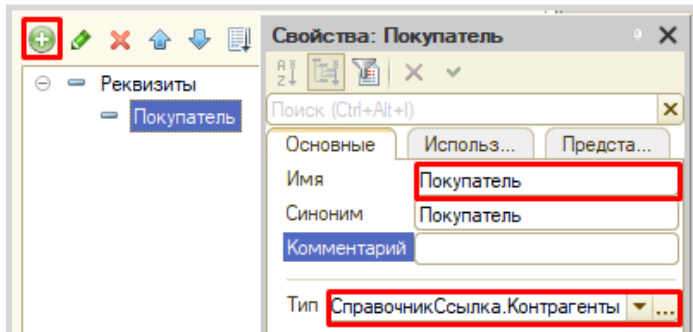 Свойства: Покупатель
Реквизиты
Покупатель
Поиск (Ctrl+Alt+I)
Основные
Использ...
Предста...
Имя
Покупатель
Синоним
Покупатель
Комментарий
Тип
СправочникСсылка.Контрагенты
...